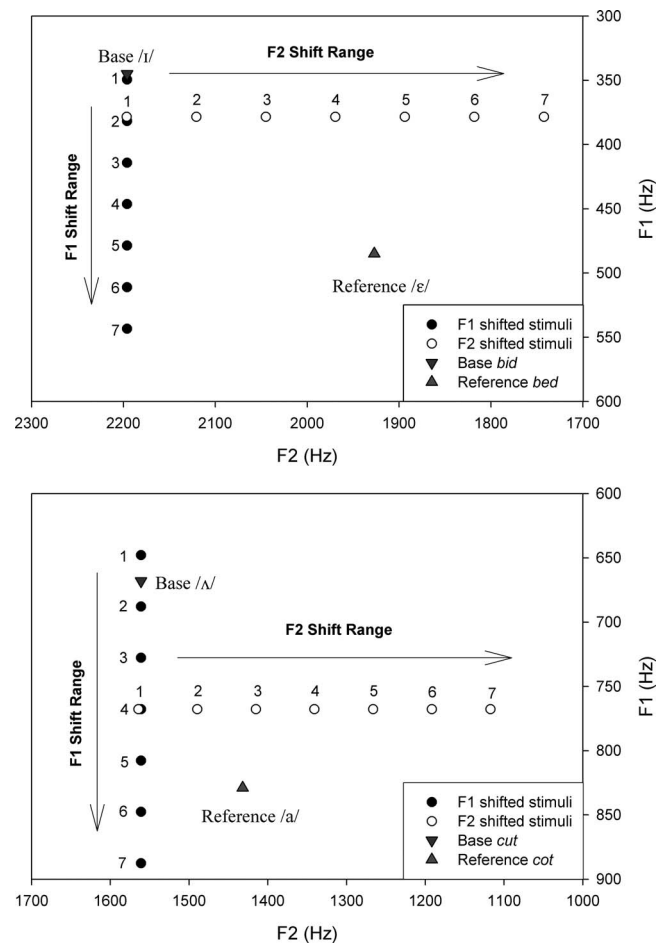 300
Base /ɪ/
F2 Shift Range
1
350
1 2 3 4 5 6 7
2
F1 Shift Range
400
3
4
450
F1 (Hz)
5
Reference /ɛ/
500
6
F1 shifted stimuli
F2 shifted stimuli
7
550
Base bid
Reference bed
600
2300 2200 2100 2000 1900 1800 1700
F2 (Hz)
600
1
650
Base /ʌ/
2
F2 Shift Range
700
3
F1 Shift Range
1 2 3 4 5 6 7
750
4
F1 (Hz)
5
800
Reference /a/
F1 shifted stimuli
6
850
F2 shifted stimuli
Base cut
7
Reference cot
900
1700 1600 1500 1400 1300 1200 1100 1000
F2 (Hz)